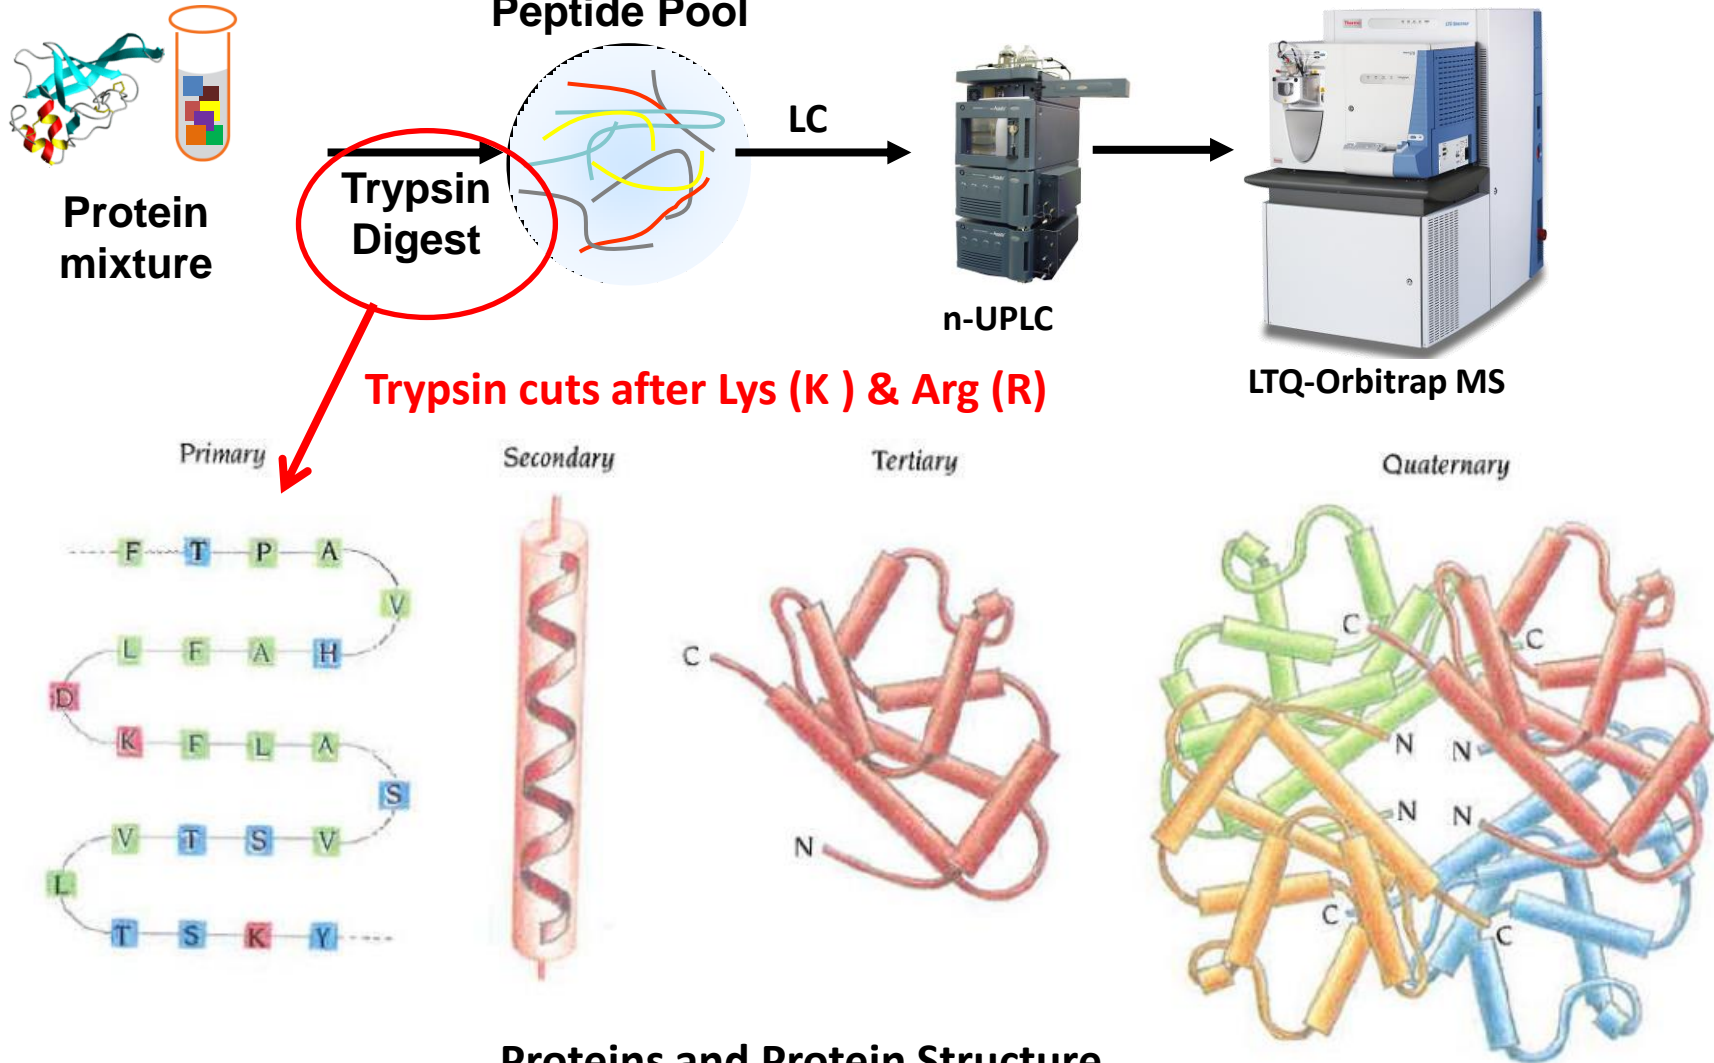 Peptide Pool
LC
Trypsin
Digest
Protein
mixture
n-UPLC
LTQ-Orbitrap MS
Trypsin cuts after Lys (K ) & Arg (R)
Primary
Secondary
Tertiary
Quaternary
F T P A
V
L F A H
D
K F L A
S
V T S V
L
T S K Y
C
N
C
C
N N
N N
C
C
Proteins and Protein Structure